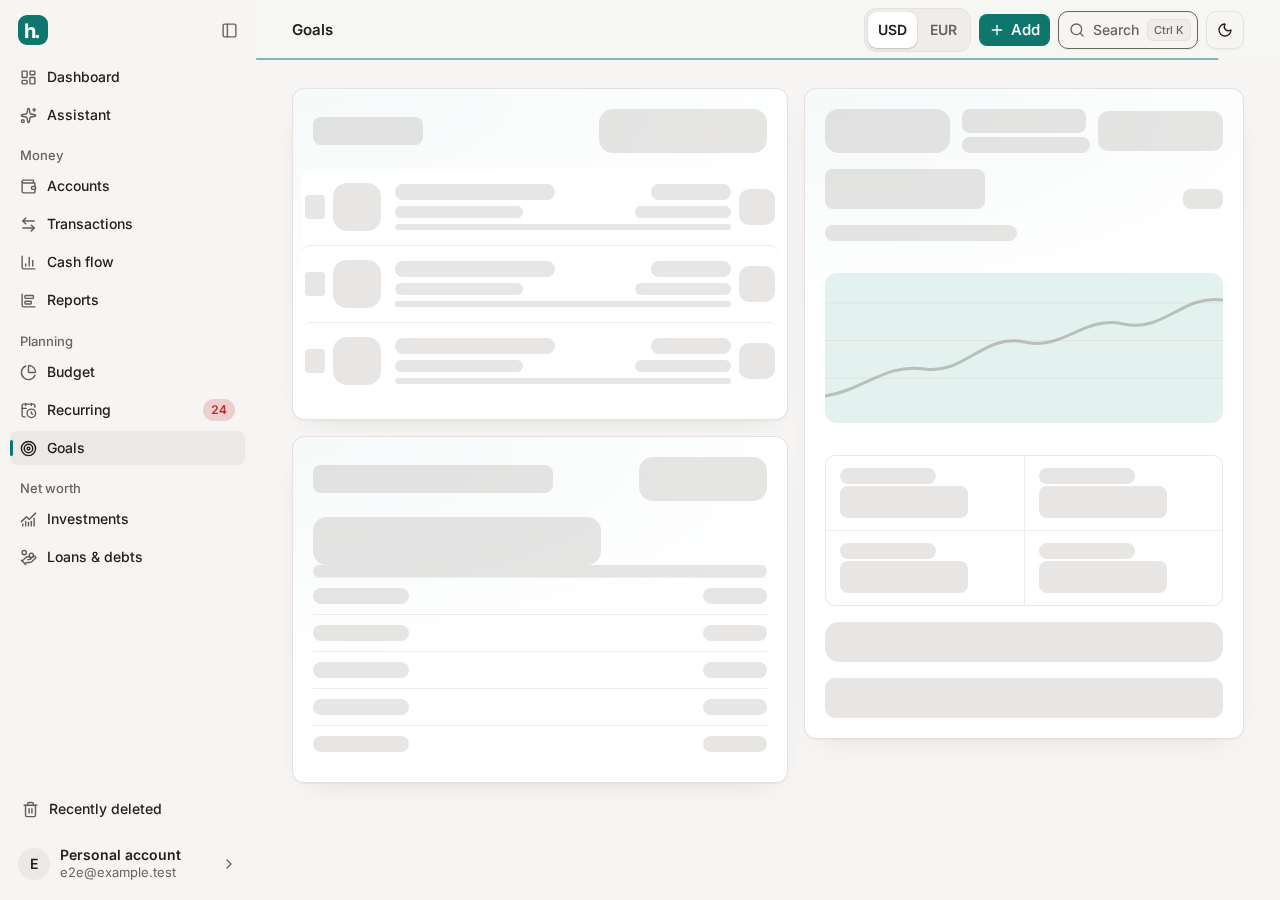 h.
Dashboard
Assistant
Money
Accounts
Transactions
Cash flow
Reports
Planning
Budget
Recurring
24
Goals
Net worth
Investments
Loans & debts
Recently deleted
E
Personal account
e2e@example.test
Goals
USD
EUR
Add
Search
Ctrl K